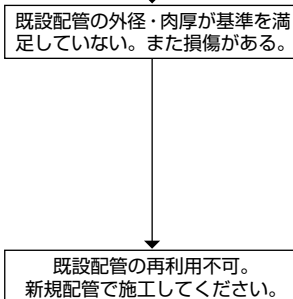 既設配管の外径・肉厚が基準を満
足していない。また損傷がある。
既設配管の再利用不可。
新規配管で施工してください。